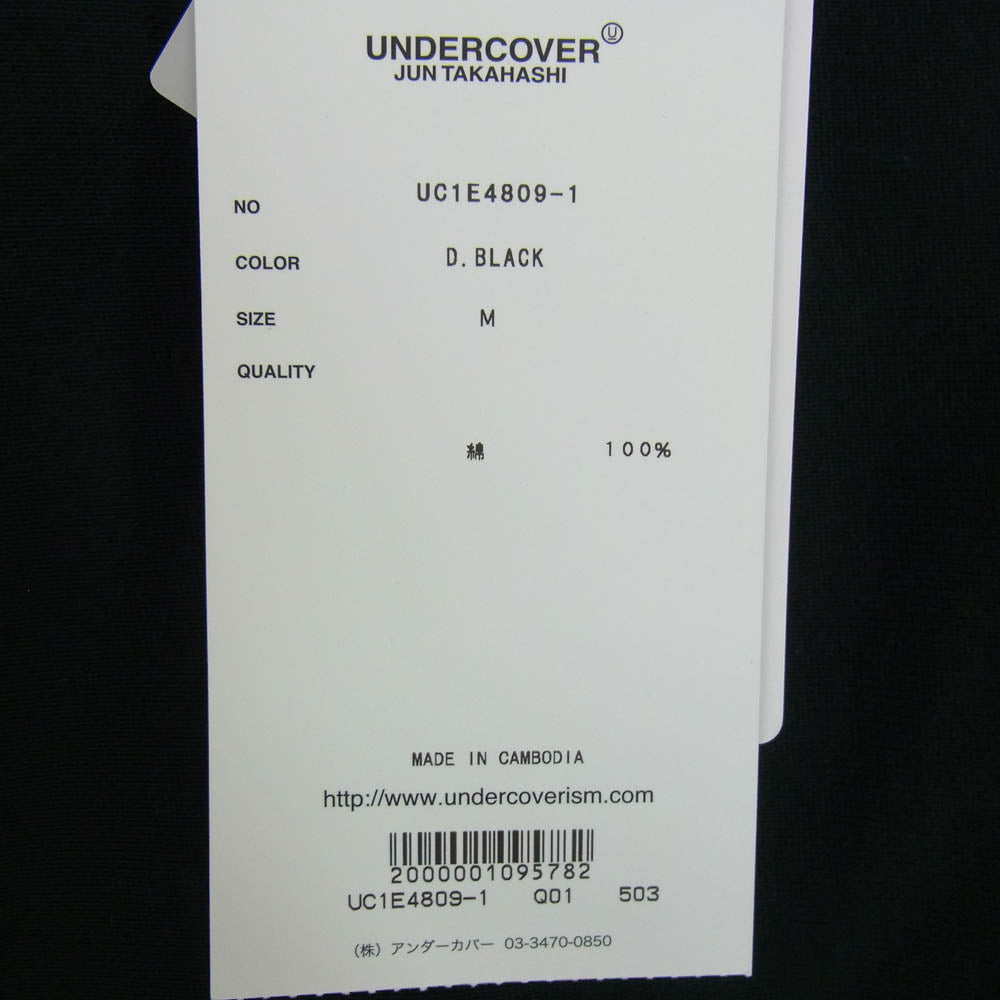 UNDERCOVER Ⓤ
JUN TAKAHASHI
NO UC1E4809-1
COLOR D.BLACK
SIZE M
QUALITY
綿 100%
MADE IN CAMBODIA
http://www.undercoverism.com
2000001095782
UC1E4809-1 Q01 503
(株) アンダーカバー 03-3470-0850